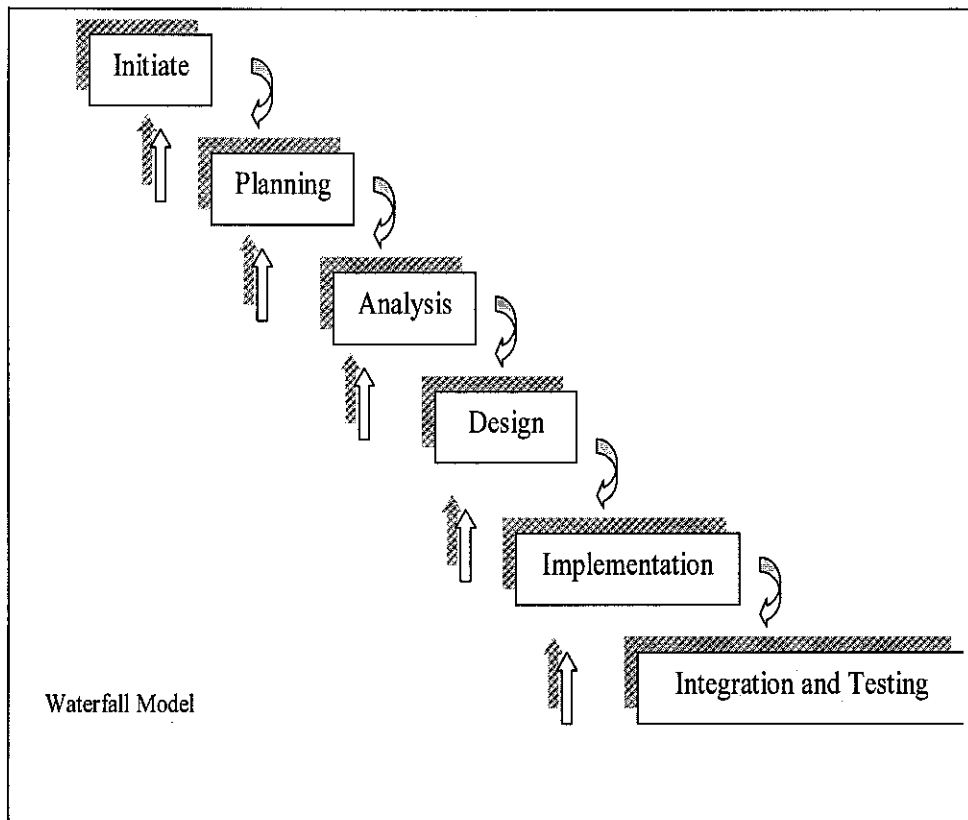 Initiate
Planning
Analysis
Design
Implementation
Integration and Testing
Waterfall Model